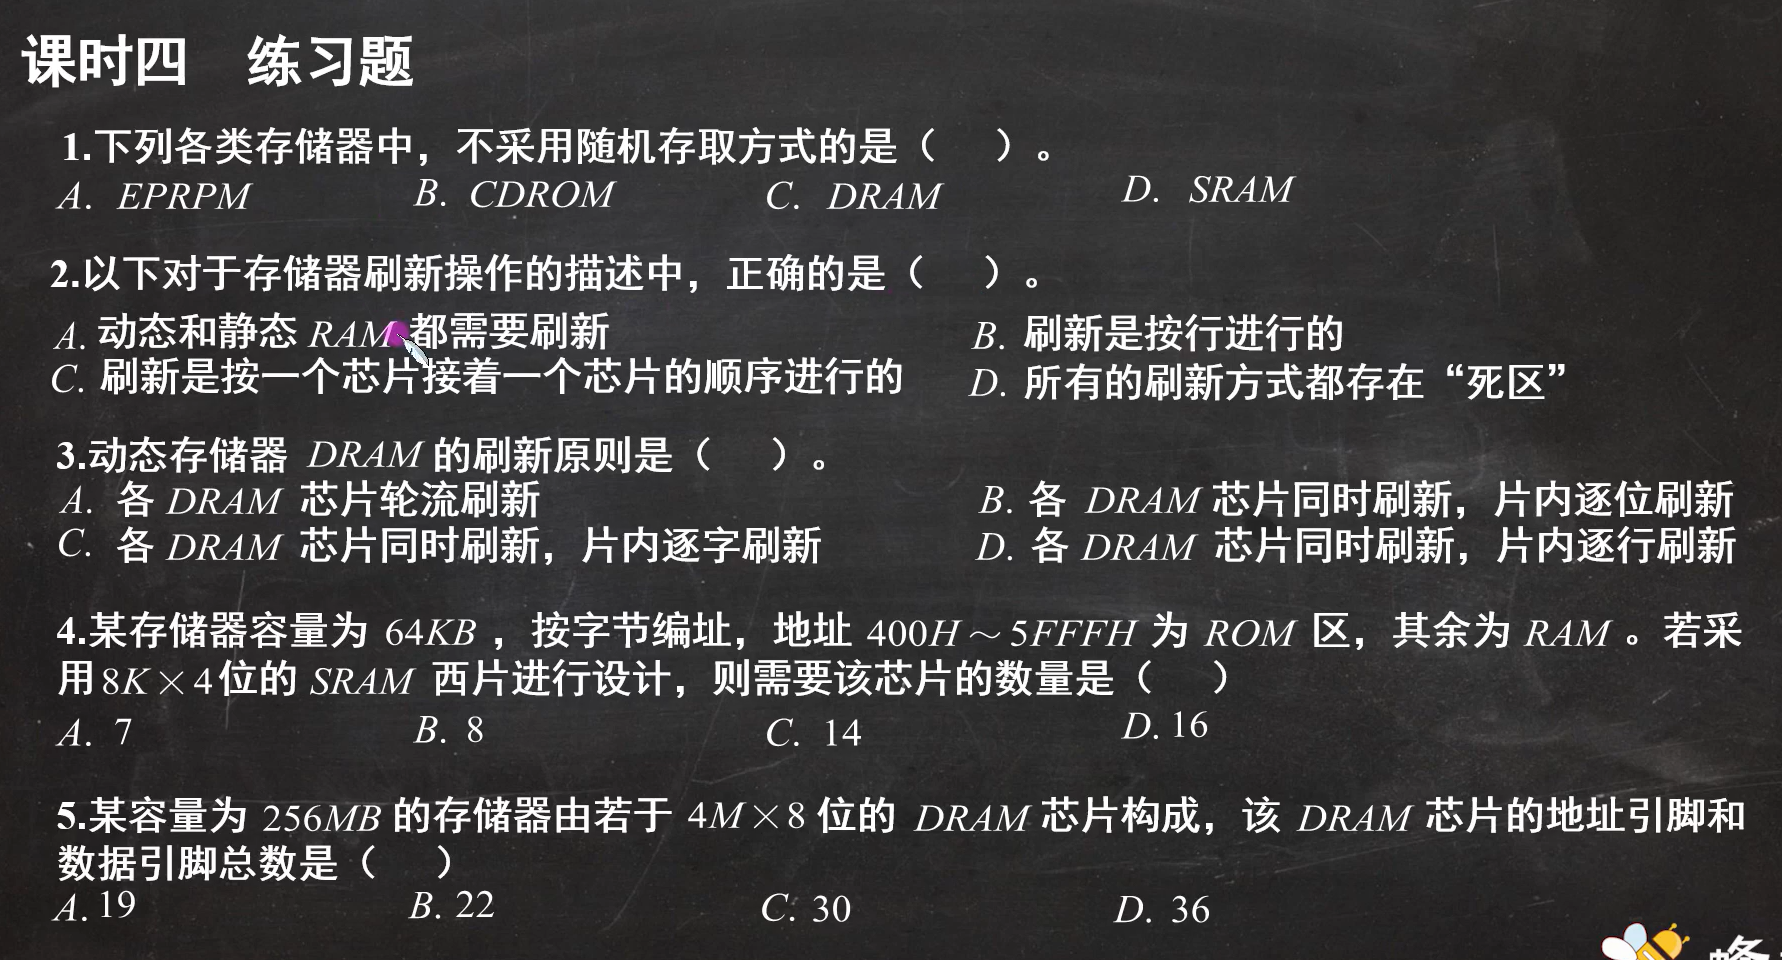 课时四 练习题
1.下列各类存储器中，不采用随机存取方式的是（ ）。
A. EPRPM B. CDROM C. DRAM D. SRAM
2.以下对于存储器刷新操作的描述中，正确的是（ ）。
A. 动态和静态 RAM 都需要刷新 B. 刷新是按行进行的
C. 刷新是按一个芯片接着一个芯片的顺序进行的 D. 所有的刷新方式都存在“死区”
3.动态存储器 DRAM 的刷新原则是（ ）。
A. 各 DRAM 芯片轮流刷新 B. 各 DRAM 芯片同时刷新，片内逐位刷新
C. 各 DRAM 芯片同时刷新，片内逐字刷新 D. 各 DRAM 芯片同时刷新，片内逐行刷新
4.某存储器容量为 64KB ，按字节编址，地址 400H～5FFFH 为 ROM 区，其余为 RAM 。若采
用8K×4位的 SRAM 西片进行设计，则需要该芯片的数量是（ ）
A. 7 B. 8 C. 14 D. 16
5.某容量为 256MB 的存储器由若于 4M×8 位的 DRAM 芯片构成，该 DRAM 芯片的地址引脚和
数据引脚总数是（ ）
A. 19 B. 22 C. 30 D. 36